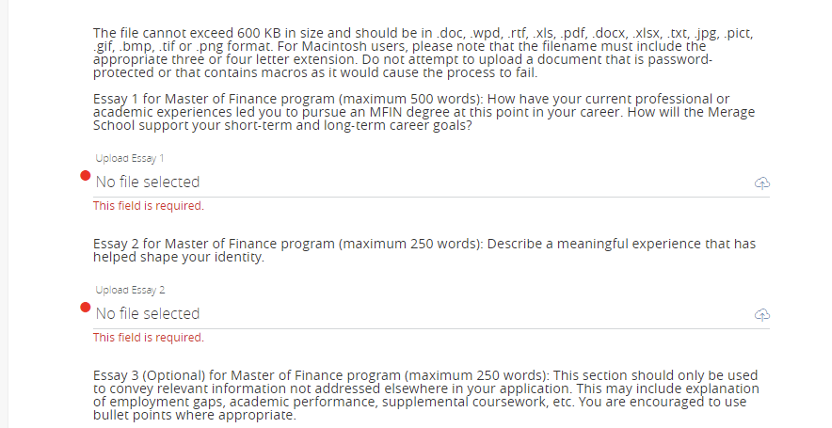 The file cannot exceed 600 KB in size and should be in .doc, .wpd, .rtf, .xls, .pdf, .docx, .xlsx, .txt, .jpg, .pict,
.gif, .bmp, .tif or .png format. For Macintosh users, please note that the filename must include the
appropriate three or four letter extension. Do not attempt to upload a document that is password-
protected or that contains macros as it would cause the process to fail.
Essay 1 for Master of Finance program (maximum 500 words): How have your current professional or
academic experiences led you to pursue an MFIN degree at this point in your career. How will the Merage
School support your short-term and long-term career goals?
Upload Essay 1
No file selected
This field is required.
Essay 2 for Master of Finance program (maximum 250 words): Describe a meaningful experience that has
helped shape your identity.
Upload Essay 2
No file selected
This field is required.
Essay 3 (Optional) for Master of Finance program (maximum 250 words): This section should only be used
to convey relevant information not addressed elsewhere in your application. This may include explanation
of employment gaps, academic performance, supplemental coursework, etc. You are encouraged to use
bullet points where appropriate.